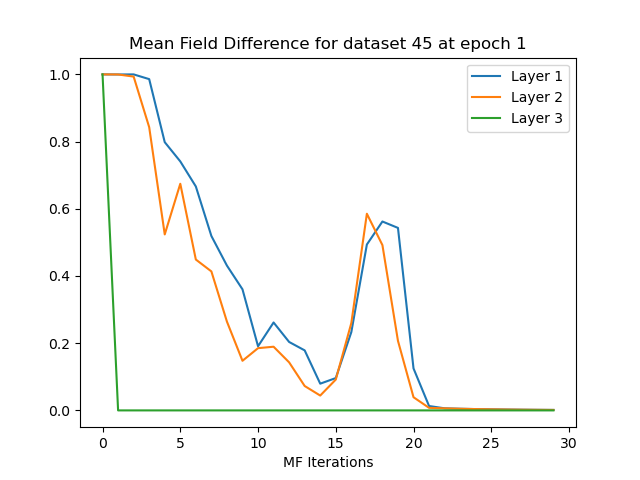 Mean Field Difference for dataset 45 at epoch 1
Layer 1
Layer 2
Layer 3
1.0
0.8
0.6
0.4
0.2
0.0
0 5 10 15 20 25 30
MF Iterations